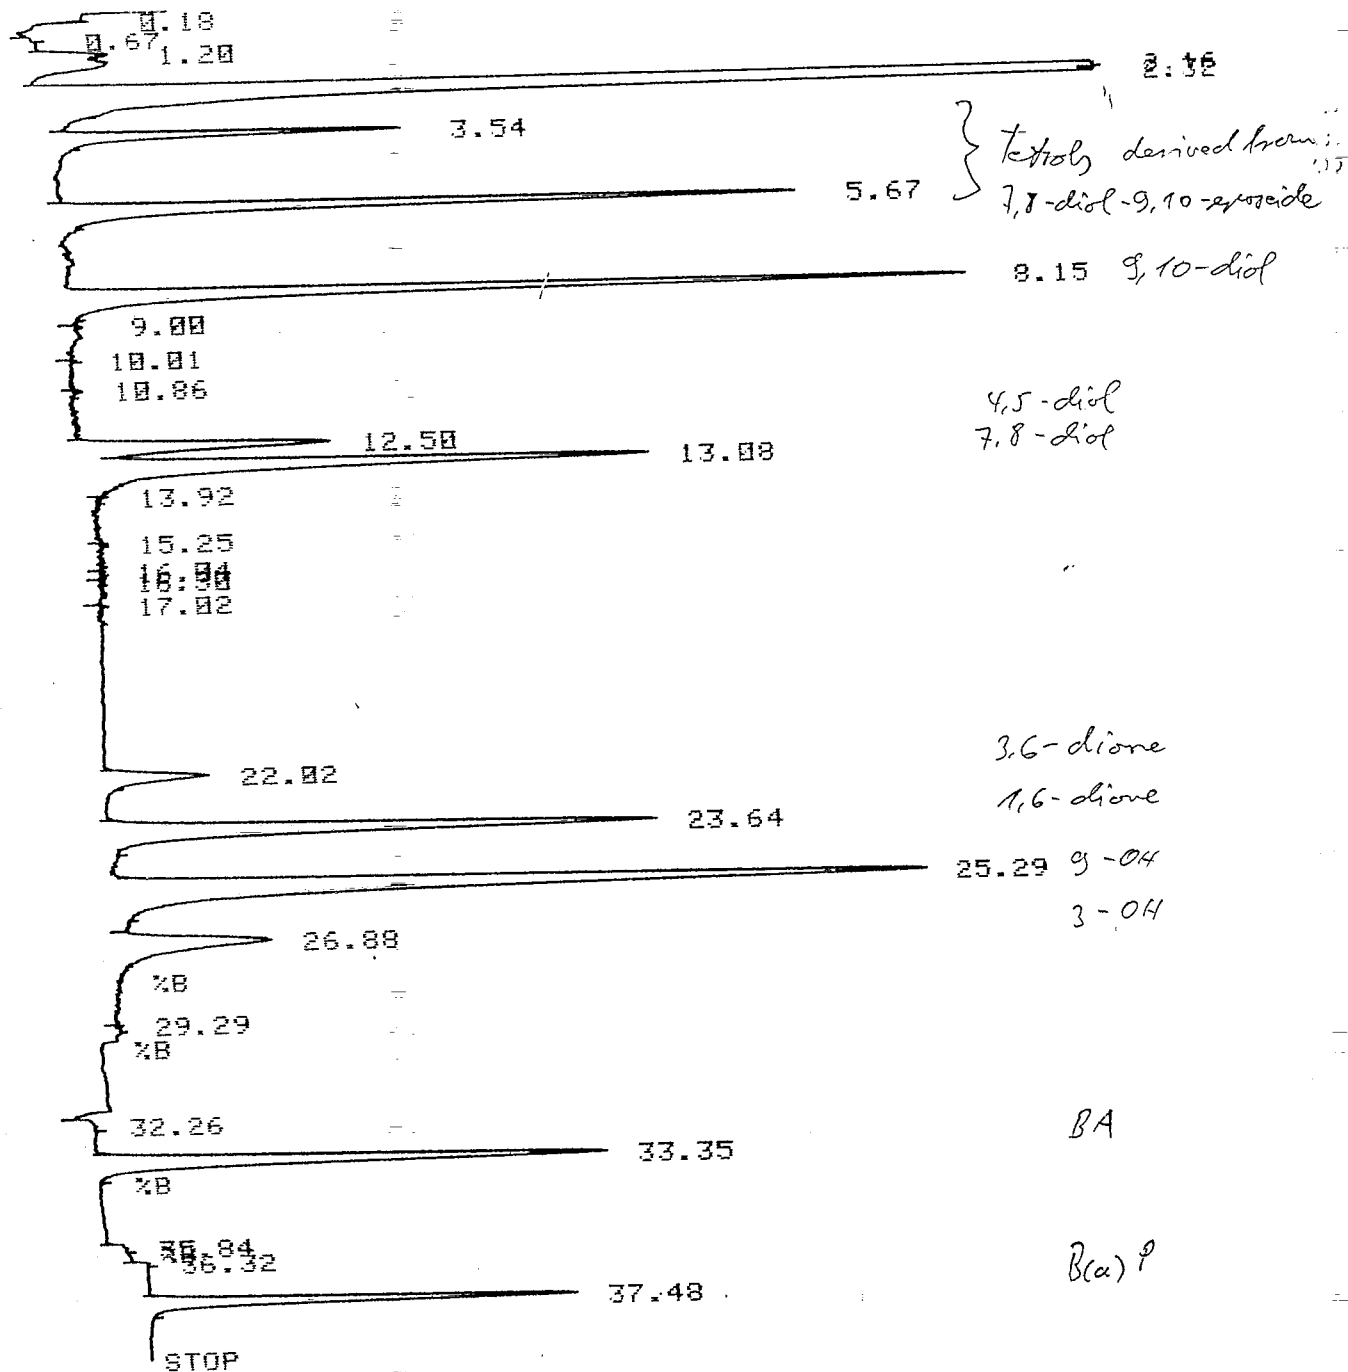 0.18
0.67
1.20
2.32
3.54
} Tetrols derived from:
5.67
7,8-diol-9,10-epoxide
8.15 9,10-diol
9.00
10.01
10.86
4,5-diol
12.50
7,8-diol
13.08
13.92
15.25
17.02
3,6-dione
22.02
1,6-dione
23.64
25.29 9-OH
3-OH
26.88
%B
29.29
%B
32.26
BA
33.35
%B
36.32
B(a)P
37.48
STOP